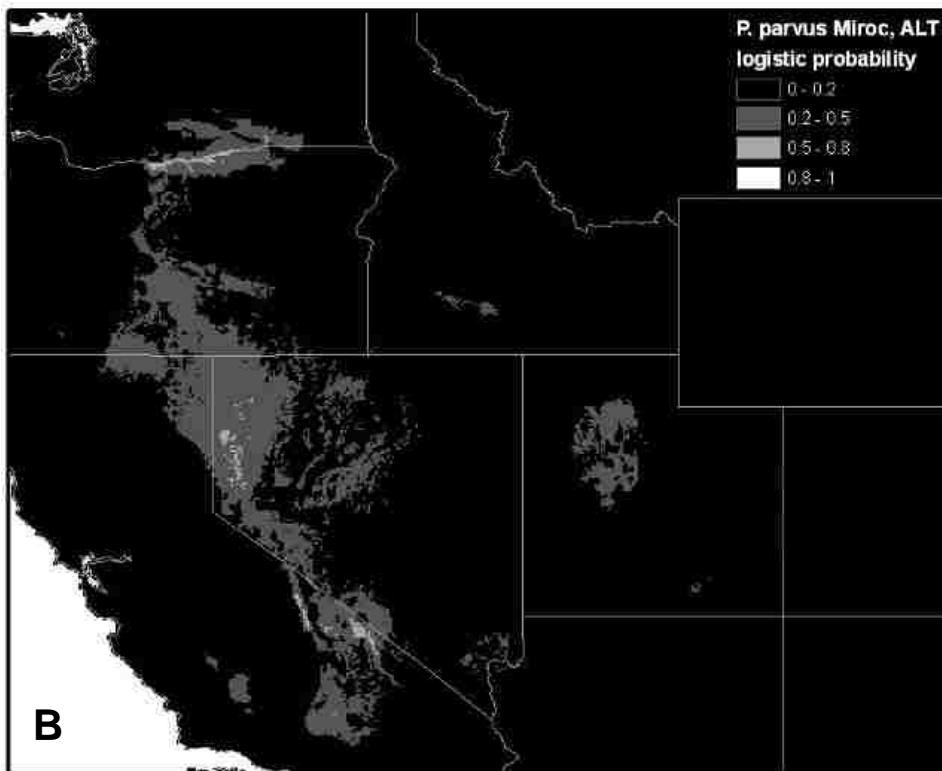 P. parvus Miroc, ALT
logistic probability
0 - 0.2
0.2 - 0.5
0.5 - 0.8
0.8 - 1
B